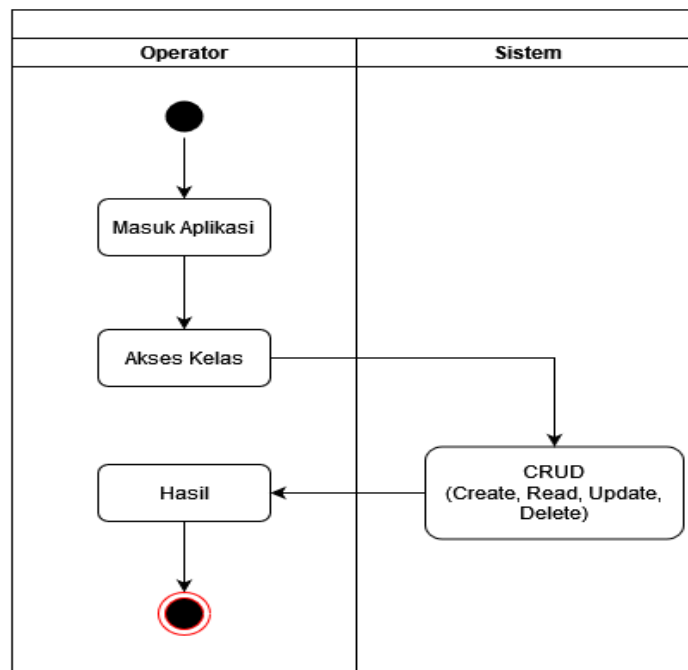 Operator
Sistem
Masuk Aplikasi
Akses Kelas
CRUD
(Create, Read, Update,
Delete)
Hasil